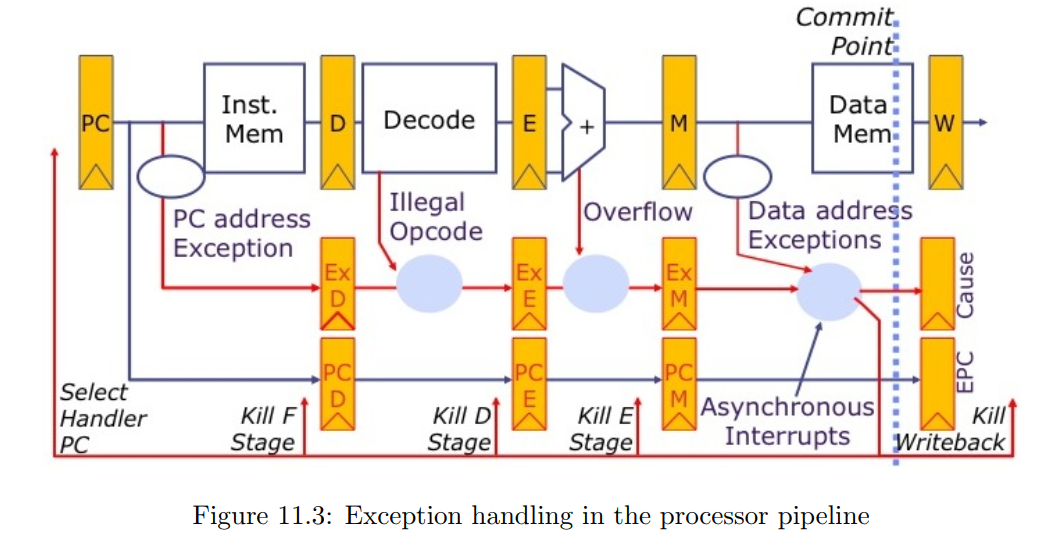 Commit
Point
PC
Inst.
Mem
D
Decode
E
+
M
Data
Mem
W
PC address
Exception
Illegal
Opcode
Overflow
Data address
Exceptions
Ex
D
Ex
E
Ex
M
Cause
PC
D
PC
E
PC
M
EPC
Select
Handler
PC
Kill F
Stage
Kill D
Stage
Kill E
Stage
Asynchronous
Interrupts
Kill
Writeback
Figure 11.3: Exception handling in the processor pipeline